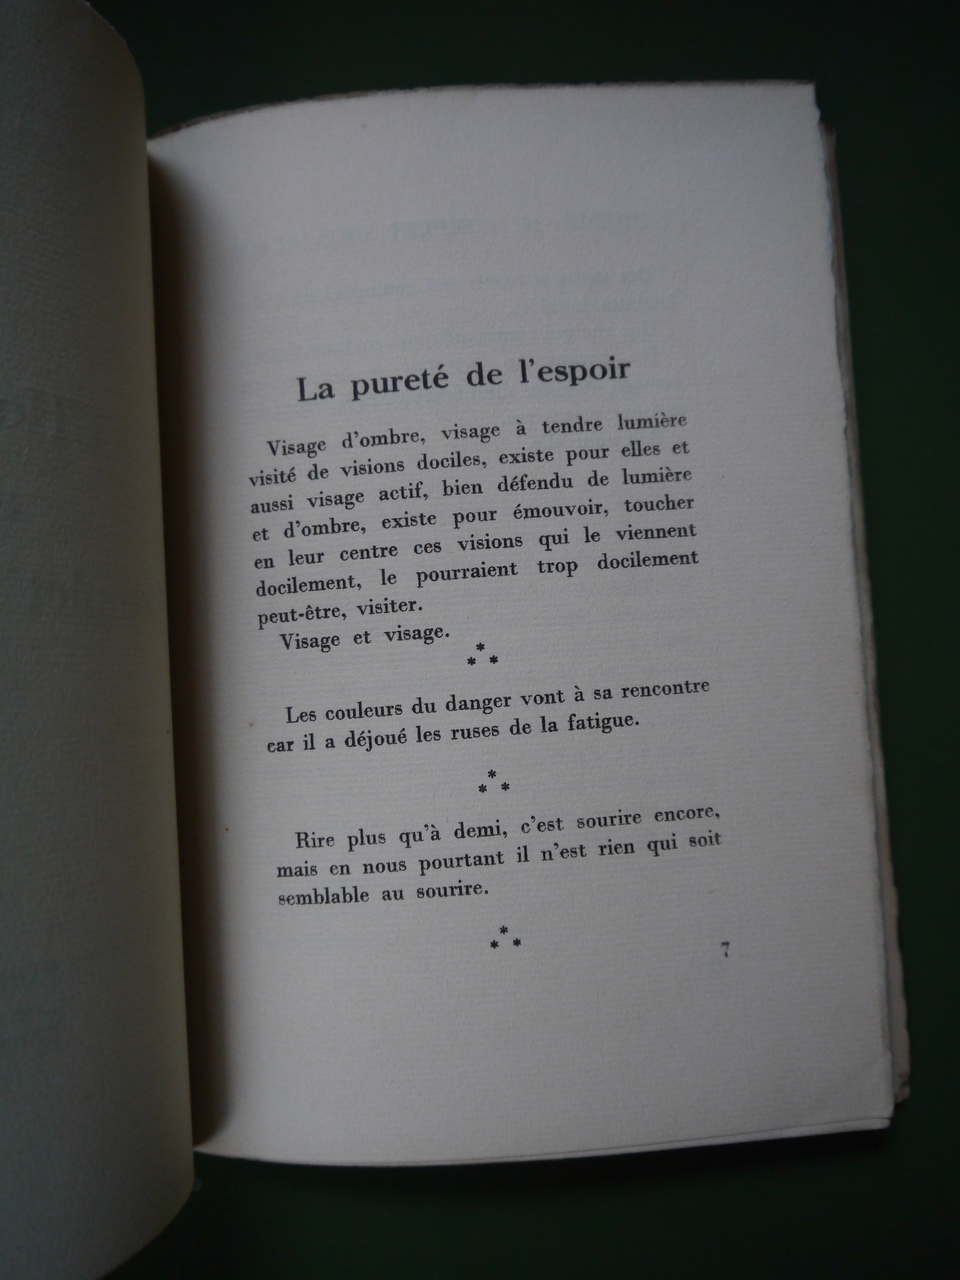 La pureté de l'espoir
Visage d'ombre, visage à tendre lumière
visité de visions dociles, existe pour elles et
aussi visage actif, bien défendu de lumière
et d'ombre, existe pour émouvoir, toucher
en leur centre ces visions qui le viennent
docilement, le pourraient trop docilement
peut-être, visiter.
Visage et visage.
*
* *
Les couleurs du danger vont à sa rencontre
car il a déjoué les ruses de la fatigue.
*
* *
Rire plus qu'à demi, c'est sourire encore,
mais en nous pourtant il n'est rien qui soit
semblable au sourire.
*
* *
7